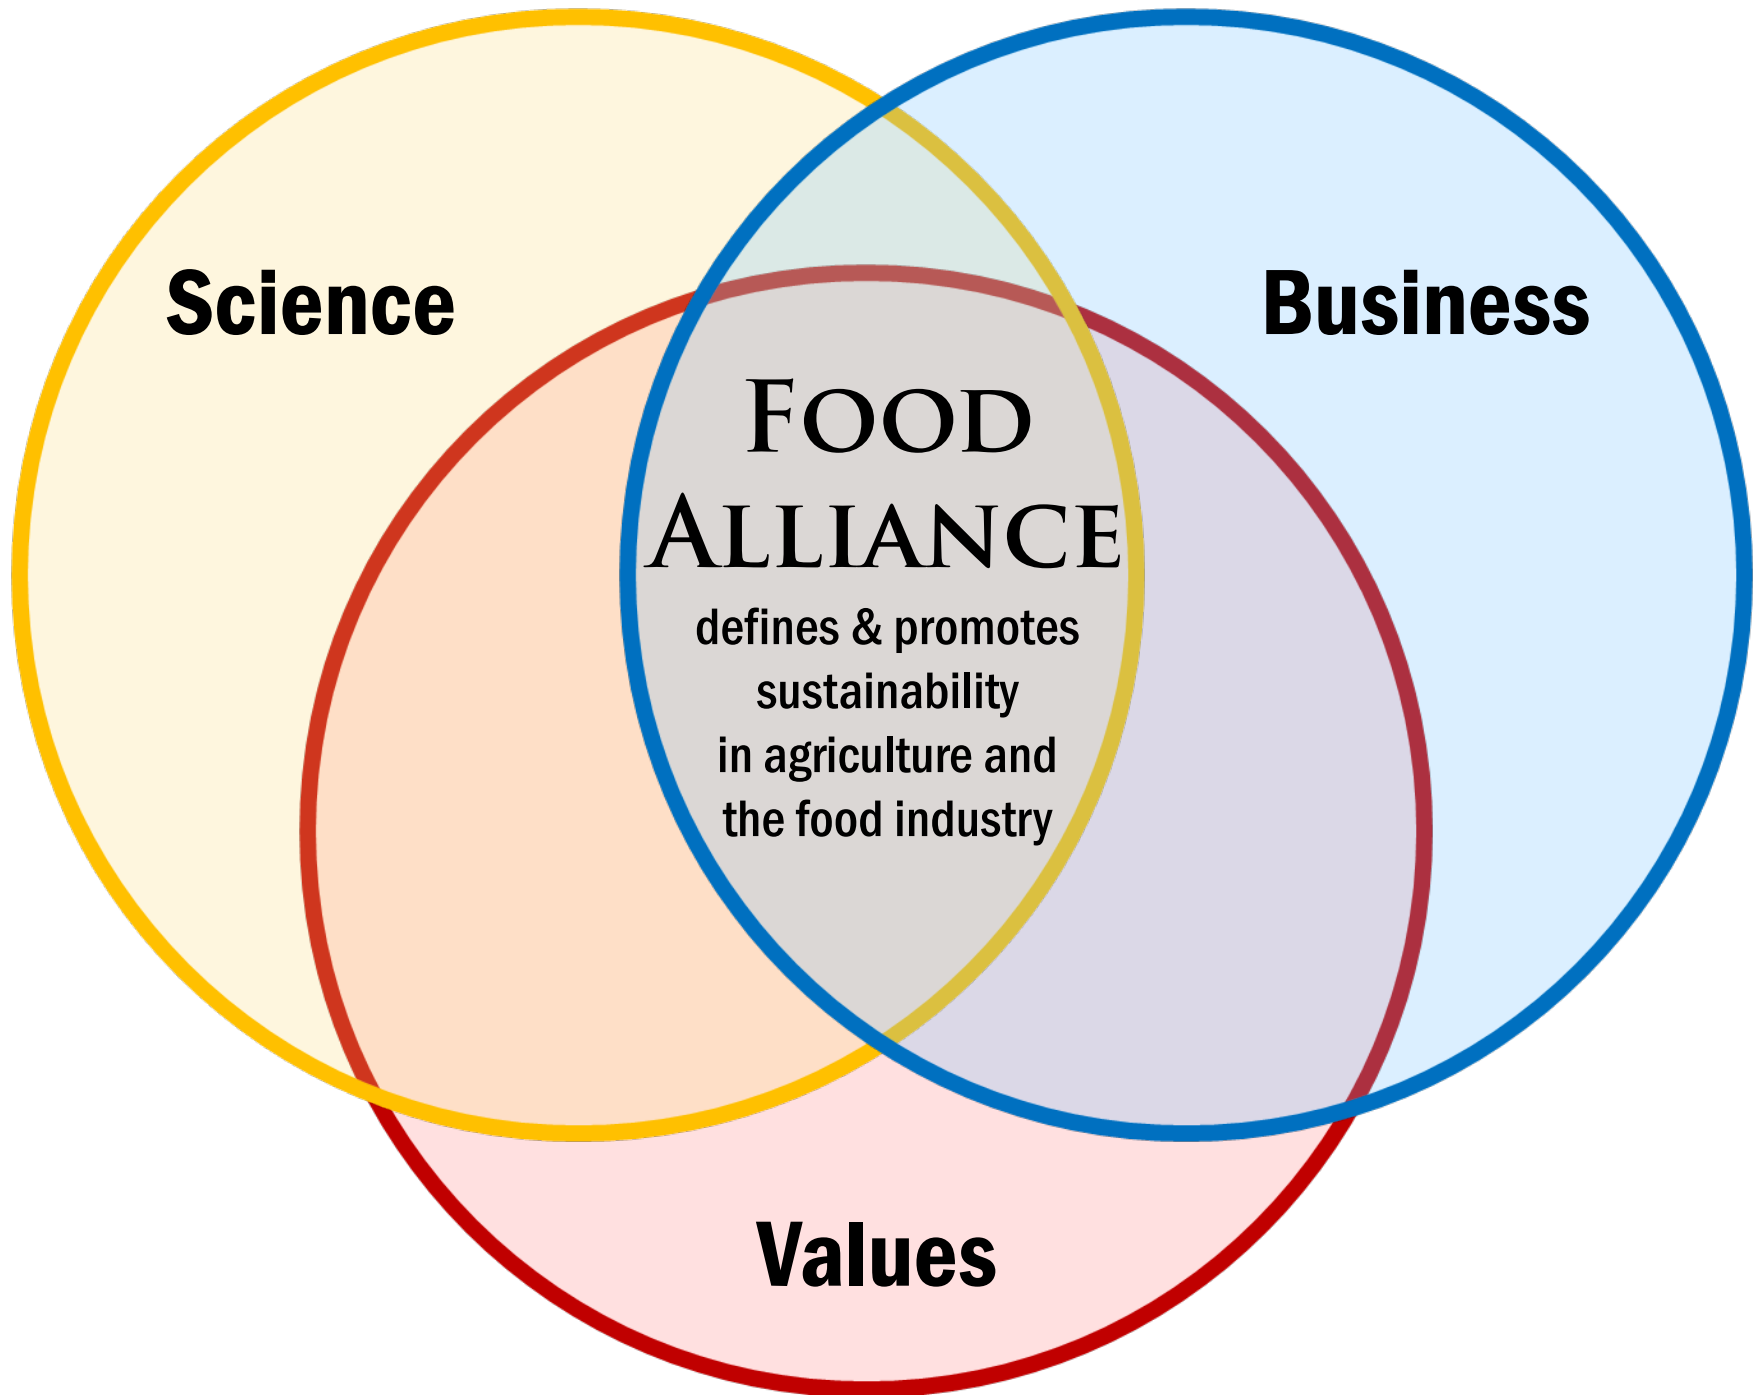 Science
Business
FOOD
ALLIANCE
defines & promotes
sustainability
in agriculture and
the food industry
Values